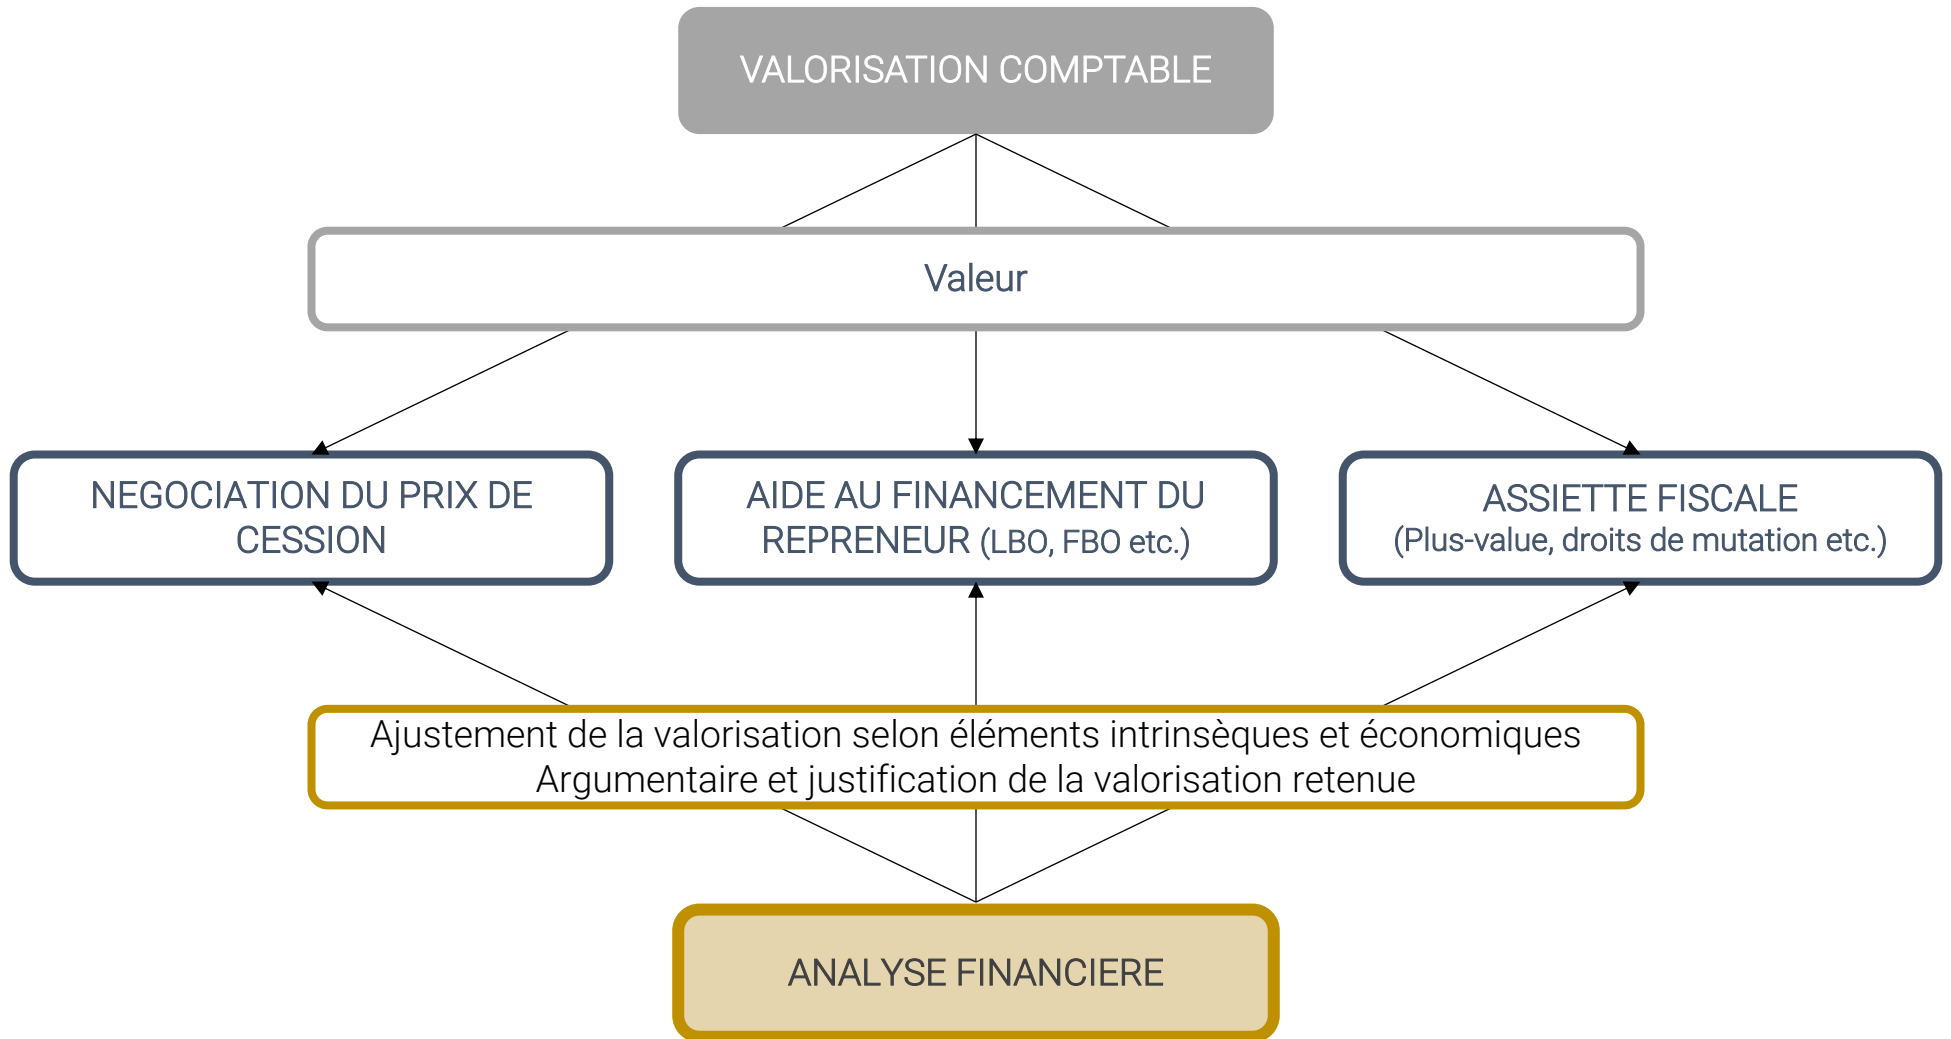 VALORISATION COMPTABLE
Valeur
NEGOCIATION DU PRIX DE
CESSION
AIDE AU FINANCEMENT DU
REPRENEUR (LBO, FBO etc.)
ASSIETTE FISCALE
(Plus-value, droits de mutation etc.)
Ajustement de la valorisation selon éléments intrinsèques et économiques
Argumentaire et justification de la valorisation retenue
ANALYSE FINANCIERE